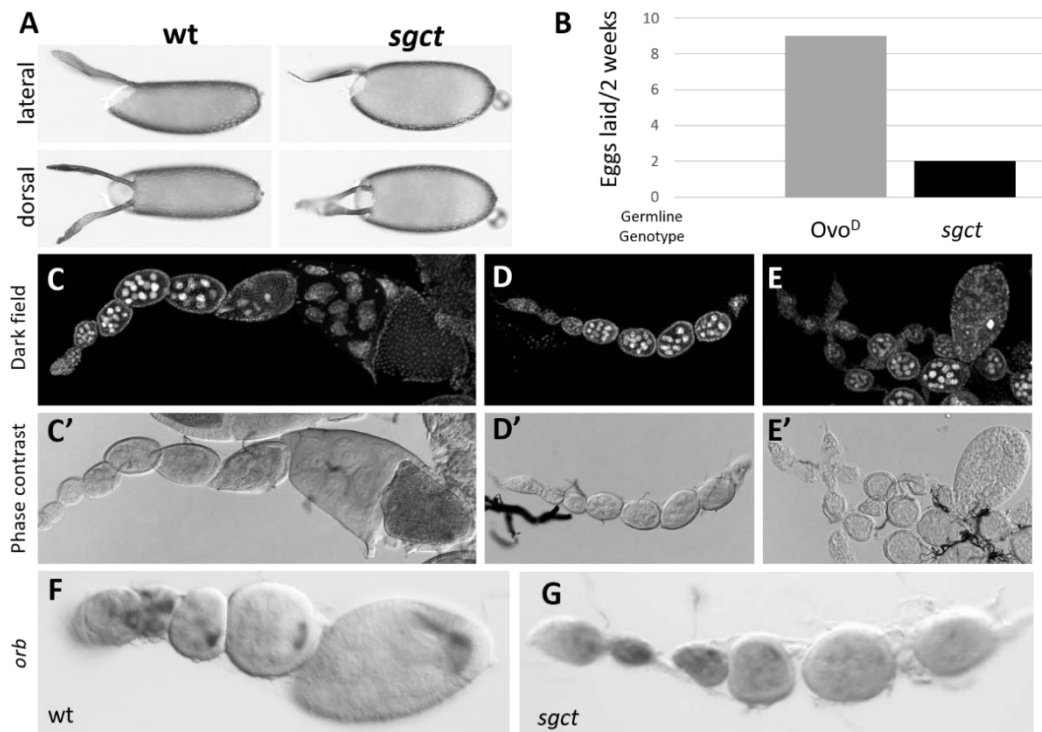 A
wt
sgct
lateral
dorsal
B
Eggs laid/2 weeks
10
8
6
4
2
0
Germline
Genotype
Ovo^D
sgct
Dark field
C
D
E
Phase contrast
C’
D’
E’
orb
F
wt
G
sgct